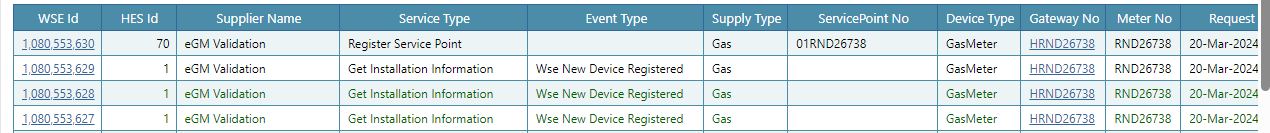 WSE Id HES Id Supplier Name Service Type Event Type Supply Type ServicePoint No Device Type Gateway No Meter No Request
1,080,553,630 70 eGM Validation Register Service Point Gas 01RND26738 GasMeter HRND26738 RND26738 20-Mar-2024
1,080,553,629 1 eGM Validation Get Installation Information Wse New Device Registered Gas GasMeter HRND26738 RND26738 20-Mar-2024
1,080,553,628 1 eGM Validation Get Installation Information Wse New Device Registered Gas GasMeter HRND26738 RND26738 20-Mar-2024
1,080,553,627 1 eGM Validation Get Installation Information Wse New Device Registered Gas GasMeter HRND26738 RND26738 20-Mar-2024